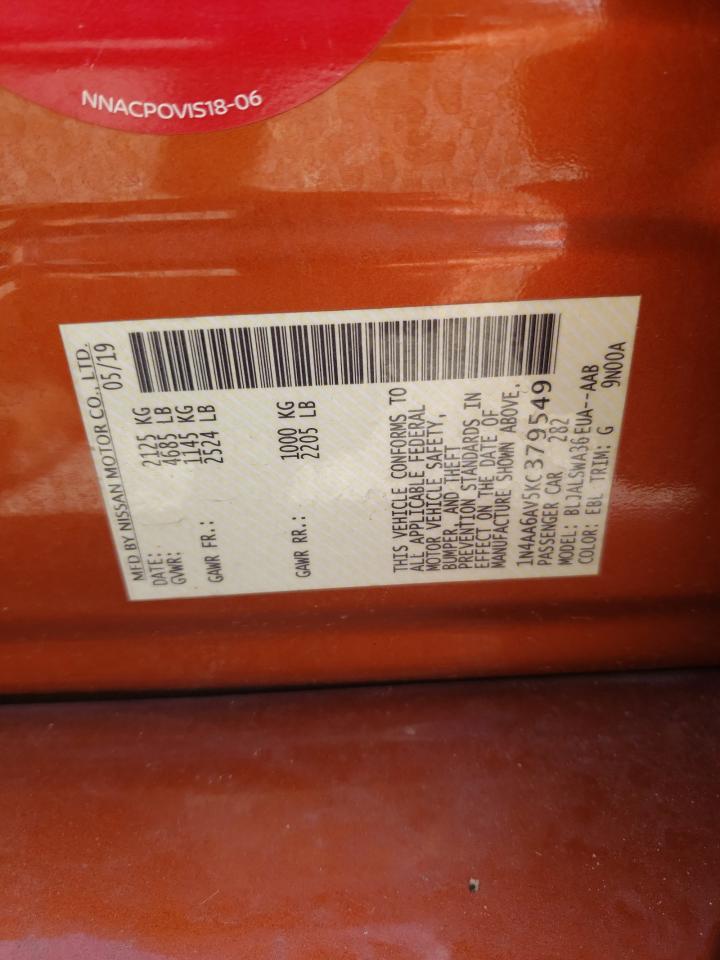 NNACPOVIS18-06
MFD BY NISSAN MOTOR CO., LTD.
DATE: 05/19
GVWR: 2125 KG
4685 LB
GAWR FR.: 1145 KG
2524 LB
GAWR RR.: 1000 KG
2205 LB
THIS VEHICLE CONFORMS TO
ALL APPLICABLE FEDERAL
MOTOR VEHICLE SAFETY,
BUMPER, AND THEFT
PREVENTION STANDARDS IN
EFFECT ON THE DATE OF
MANUFACTURE SHOWN ABOVE.
1N4AA6AV5KC379549
PASSENGER CAR 282
MODEL: BLJALSWA36EUA--AAB
COLOR: EBL TRIM: G 9N00A